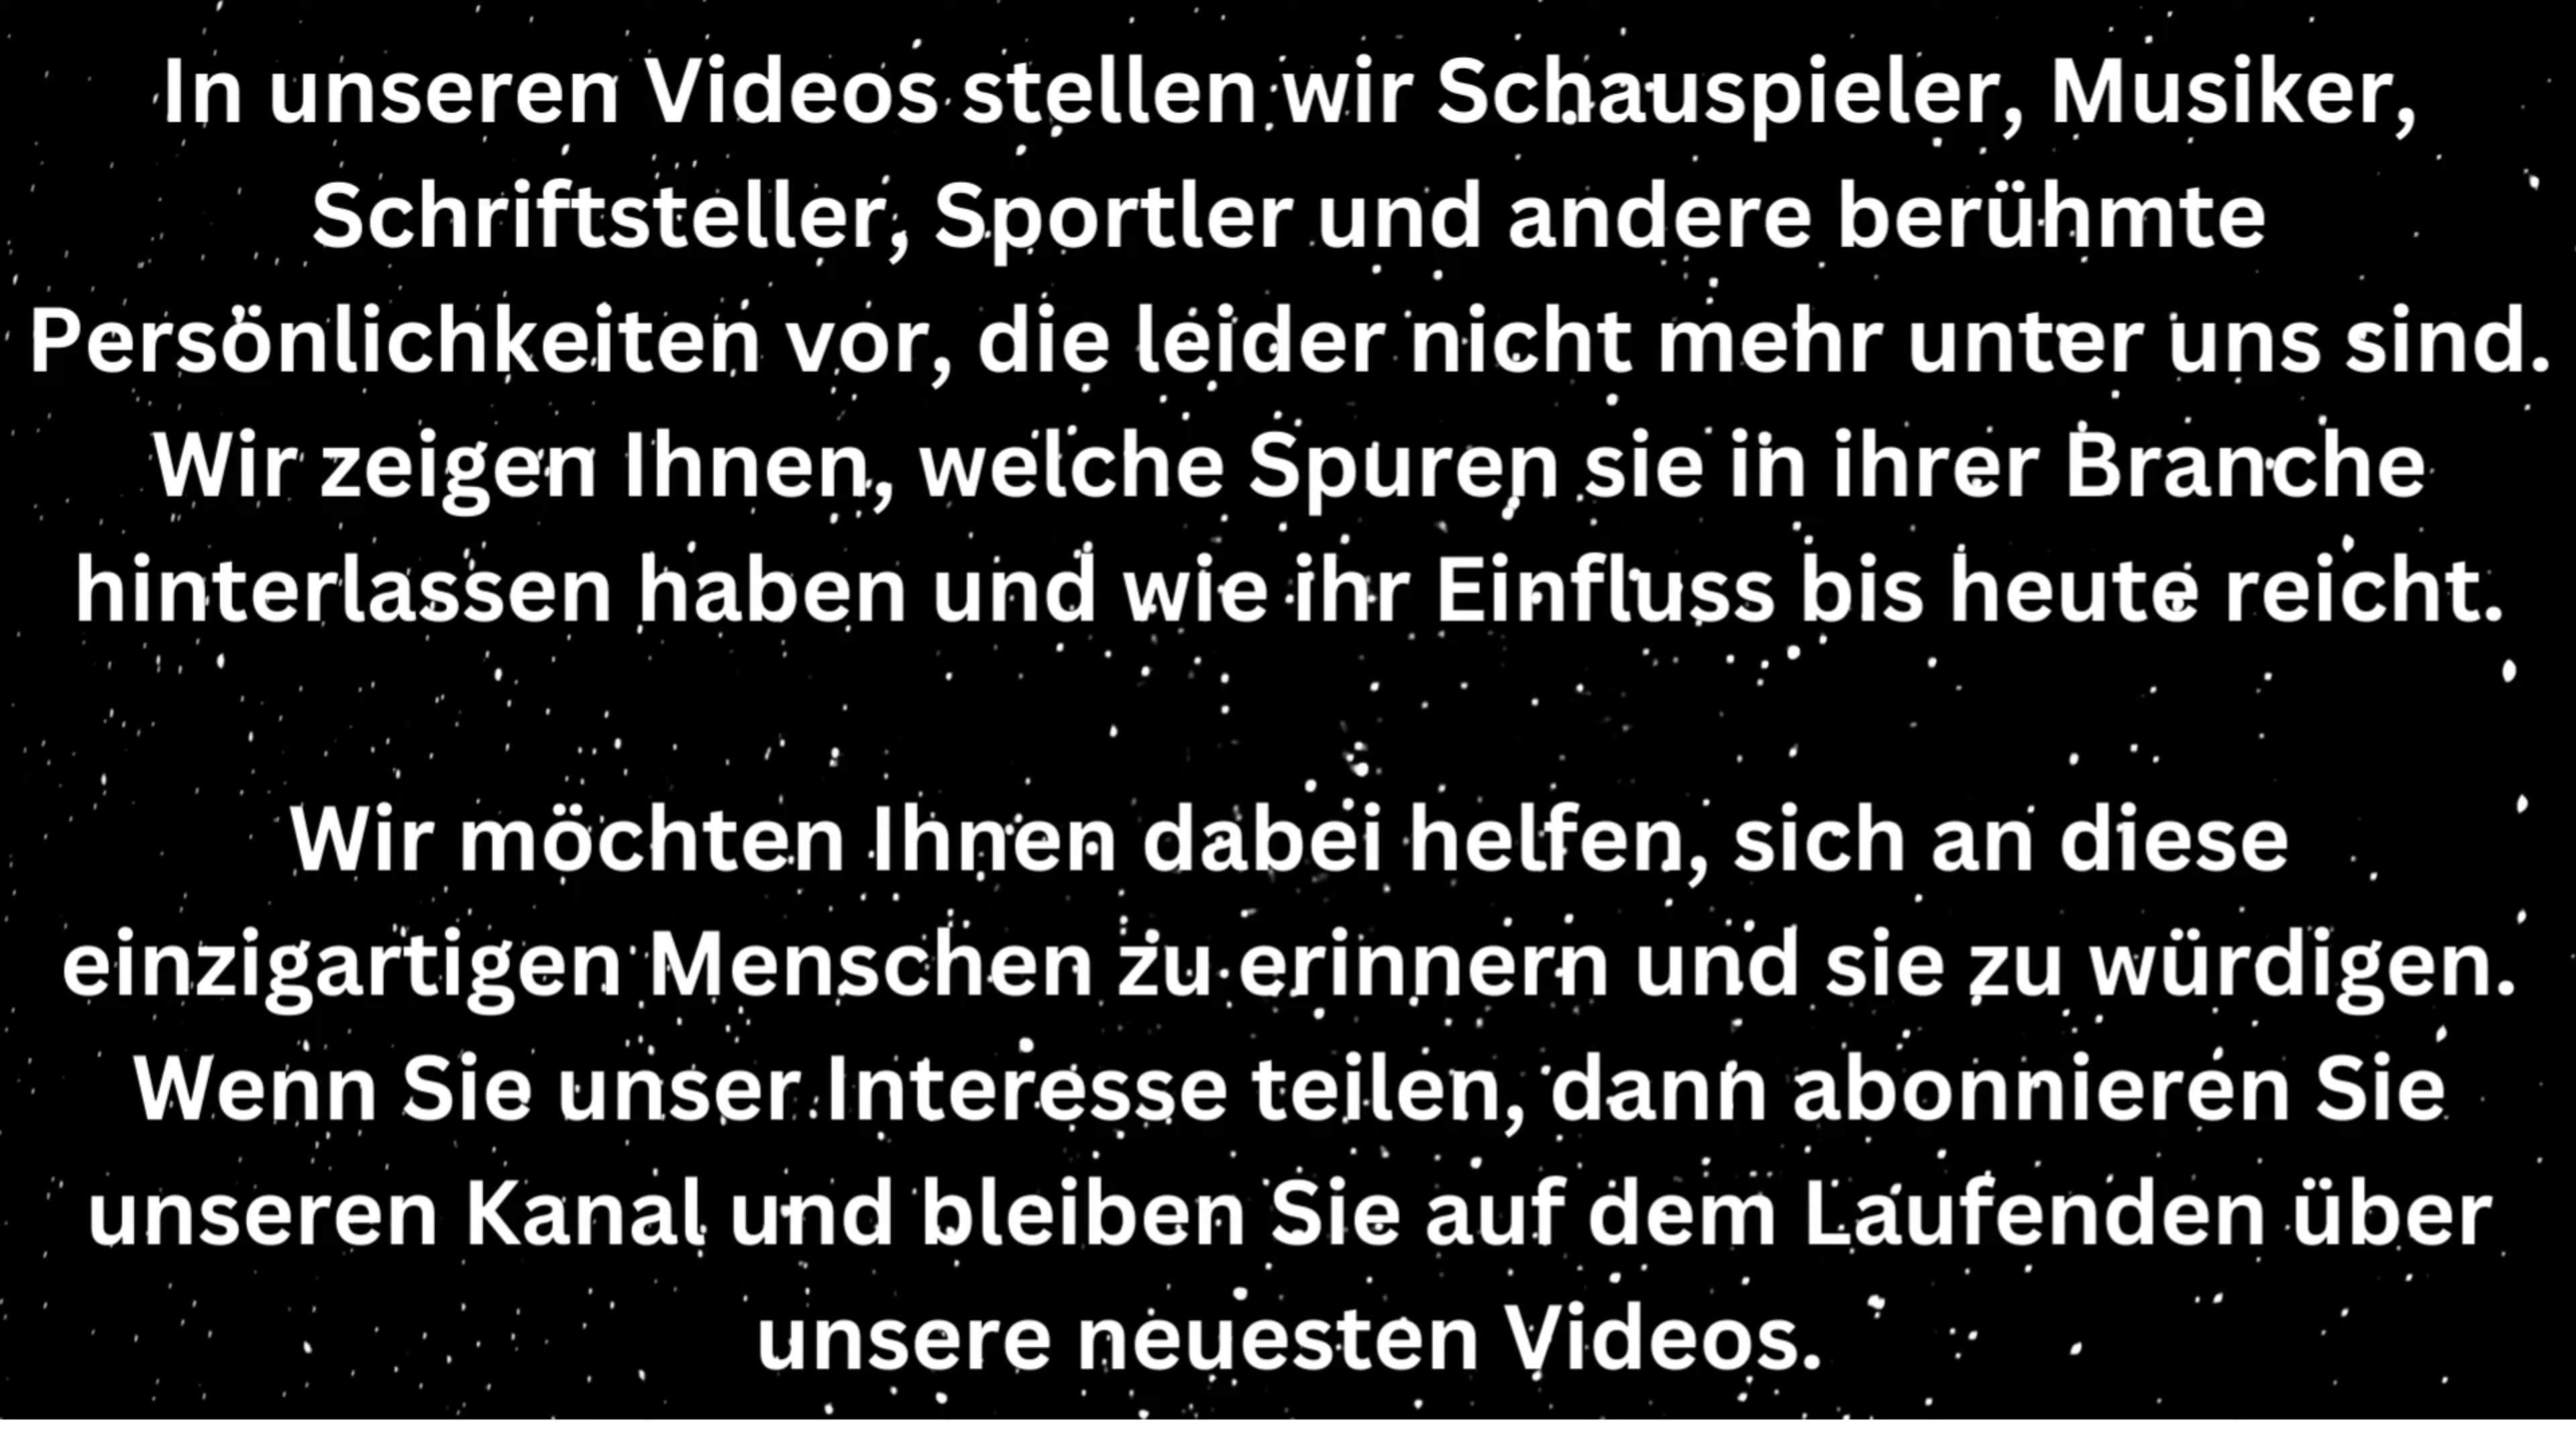 In unseren Videos stellen wir Schauspieler, Musiker,
Schriftsteller, Sportler und andere berühmte
Persönlichkeiten vor, die leider nicht mehr unter uns sind.
Wir zeigen Ihnen, welche Spuren sie in ihrer Branche
hinterlassen haben und wie ihr Einfluss bis heute reicht.
Wir möchten Ihnen dabei helfen, sich an diese
einzigartigen Menschen zu erinnern und sie zu würdigen.
Wenn Sie unser Interesse teilen, dann abonnieren Sie
unseren Kanal und bleiben Sie auf dem Laufenden über
unsere neuesten Videos.